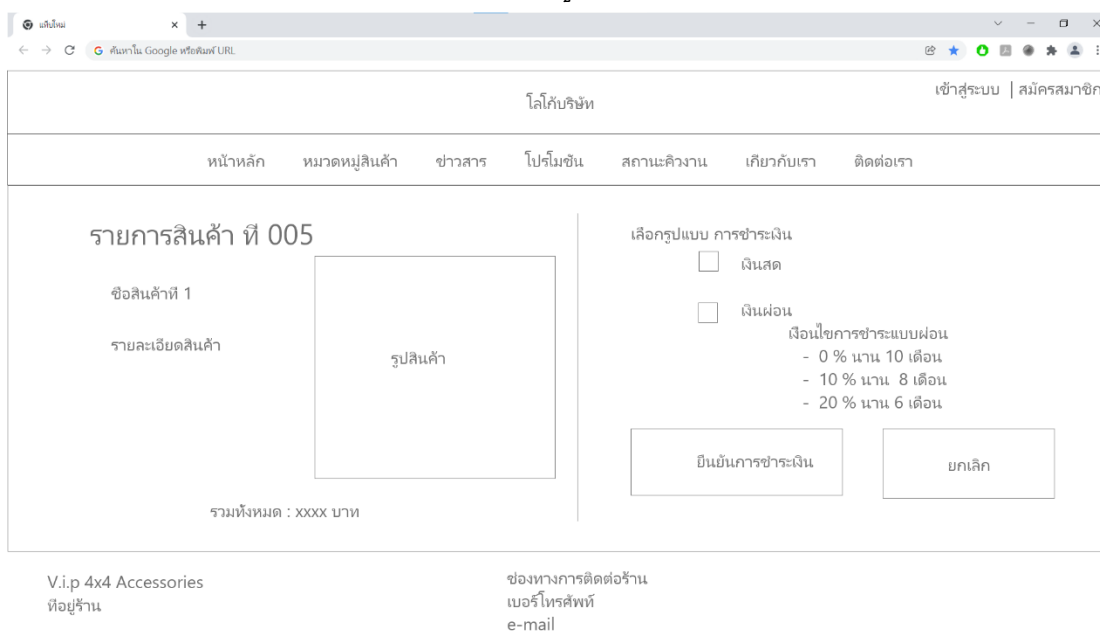 แท็บใหม่
ค้นหาใน Google หรือพิมพ์ URL
เข้าสู่ระบบ | สมัครสมาชิก
โลโก้บริษัท
หน้าหลัก หมวดหมู่สินค้า ข่าวสาร โปรโมชัน สถานะคิวงาน เกียวกับเรา ติดต่อเรา
รายการสินค้า ที 005
ชือสินค้าที 1
รายละเอียดสินค้า
รูปสินค้า
รวมทั้งหมด : xxxx บาท
เลือกรูปแบบ การชำระเงิน
เงินสด
เงินผ่อน
เงือนไขการชำระแบบผ่อน
- 0 % นาน 10 เดือน
- 10 % นาน 8 เดือน
- 20 % นาน 6 เดือน
ยืนยันการชำระเงิน
ยกเลิก
V.i.p 4x4 Accessories
ทีอยู่ร้าน
ช่องทางการติดต่อร้าน
เบอร์โทรศัพท์
e-mail